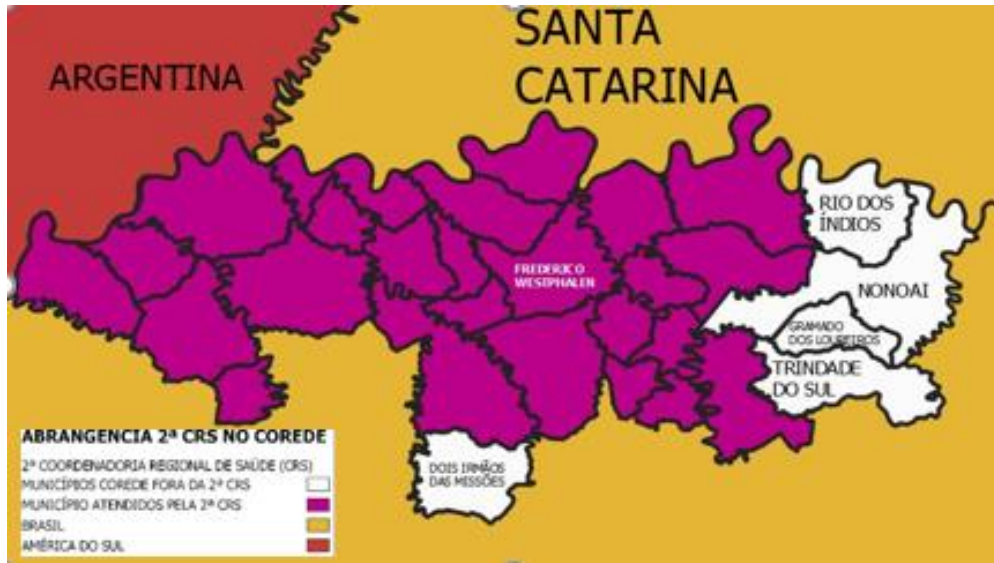 ARGENTINA
SANTA
CATARINA
RIO DOS
ÍNDIOS
NONOAI
FREDERICO
WESTPHALEN
GRAMADO
DOS LOUREIROS
TRINDADE
DO SUL
DOIS IRMÃOS
DAS MISSÕES
ABRANGENCIA 2ª CRS NO COREDE
2ª COORDENADORIA REGIONAL DE SAÚDE (CRS)
MUNICÍPIOS COREDE FORA DA 2ª CRS
MUNICÍPIO ATENDIDOS PELA 2ª CRS
BRASIL
AMÉRICA DO SUL